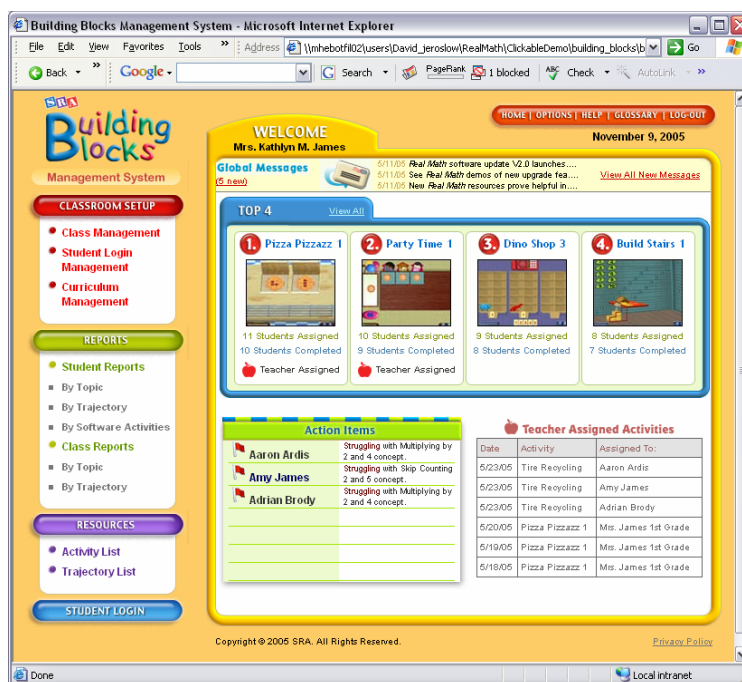 Building Blocks Management System - Microsoft Internet Explorer
File Edit View Favorites Tools » Address \\mhebotfil02\users\David_jeroslow\RealMath\ClickableDemo\building_blocks\b Go
Back » Google Search PageRank 1 blocked ABC Check AutoLink »
SRA
Building
Blocks
Management System
HOME | OPTIONS | HELP | GLOSSARY | LOG-OUT
WELCOME
Mrs. Kathlyn M. James
November 9, 2005
Global Messages
(5 new)
5/11/05 Real Math software update V2.0 launches....
5/11/05 See Real Math demos of new upgrade fea....
5/11/05 New Real Math resources prove helpful in....
View All New Messages
CLASSROOM SETUP
Class Management
Student Login
Management
Curriculum
Management
REPORTS
Student Reports
By Topic
By Trajectory
By Software Activities
Class Reports
By Topic
By Trajectory
RESOURCES
Activity List
Trajectory List
STUDENT LOGIN
TOP 4 View All
1. Pizza Pizzazz 1
11 Students Assigned
10 Students Completed
Teacher Assigned
2. Party Time 1
10 Students Assigned
9 Students Completed
Teacher Assigned
3. Dino Shop 3
9 Students Assigned
8 Students Completed
4. Build Stairs 1
8 Students Assigned
7 Students Completed
Action Items
Aaron Ardis Struggling with Multiplying by
2 and 4 concept.
Amy James Struggling with Skip Counting
2 and 5 concept.
Adrian Brody Struggling with Multiplying by
2 and 4 concept.
Teacher Assigned Activities
Date Activity Assigned To:
5/23/05 Tire Recycling Aaron Ardis
5/23/05 Tire Recycling Amy James
5/23/05 Tire Recycling Adrian Brody
5/20/05 Pizza Pizzazz 1 Mrs. James 1st Grade
5/19/05 Pizza Pizzazz 1 Mrs. James 1st Grade
5/18/05 Pizza Pizzazz 1 Mrs. James 1st Grade
Copyright © 2005 SRA. All Rights Reserved.
Privacy Policy
Done Local intranet